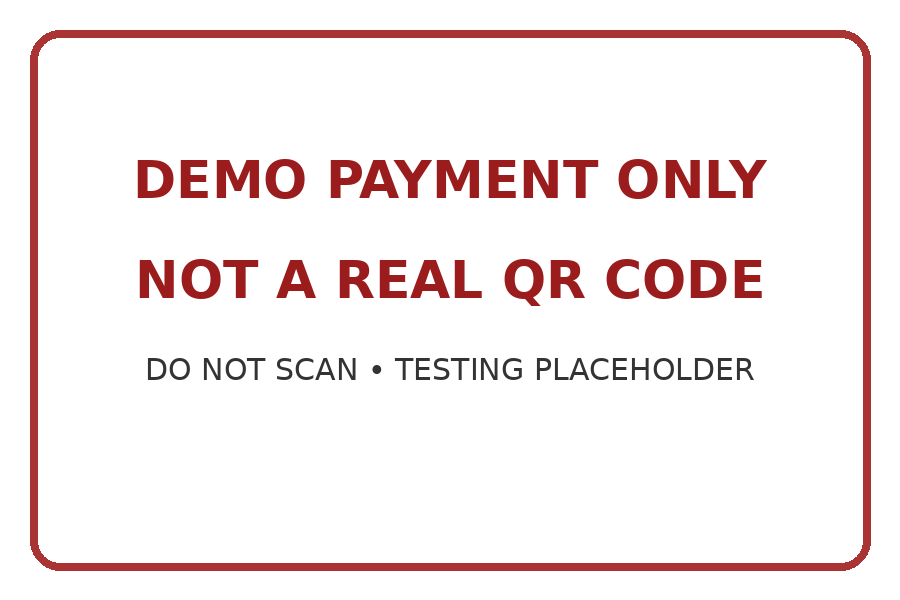 DEMO PAYMENT ONLY
NOT A REAL QR CODE
DO NOT SCAN • TESTING PLACEHOLDER